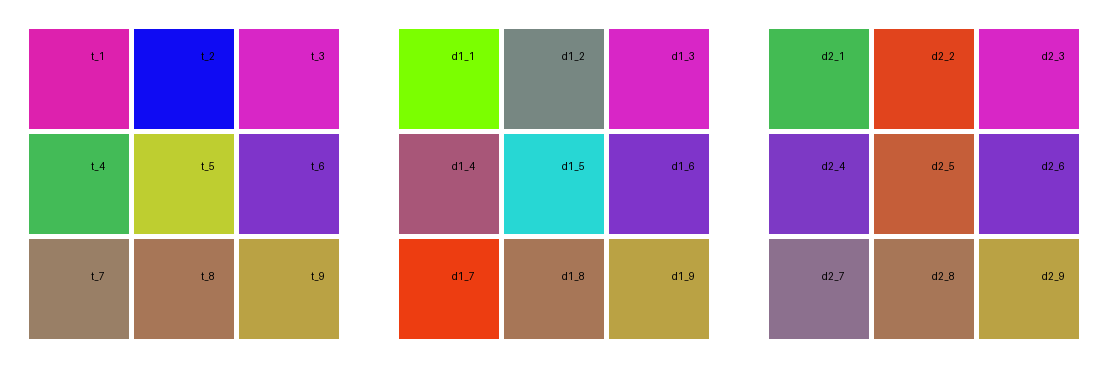 t_1 t_2 t_3 d1_1 d1_2 d1_3 d2_1 d2_2 d2_3
t_4 t_5 t_6 d1_4 d1_5 d1_6 d2_4 d2_5 d2_6
t_7 t_8 t_9 d1_7 d1_8 d1_9 d2_7 d2_8 d2_9